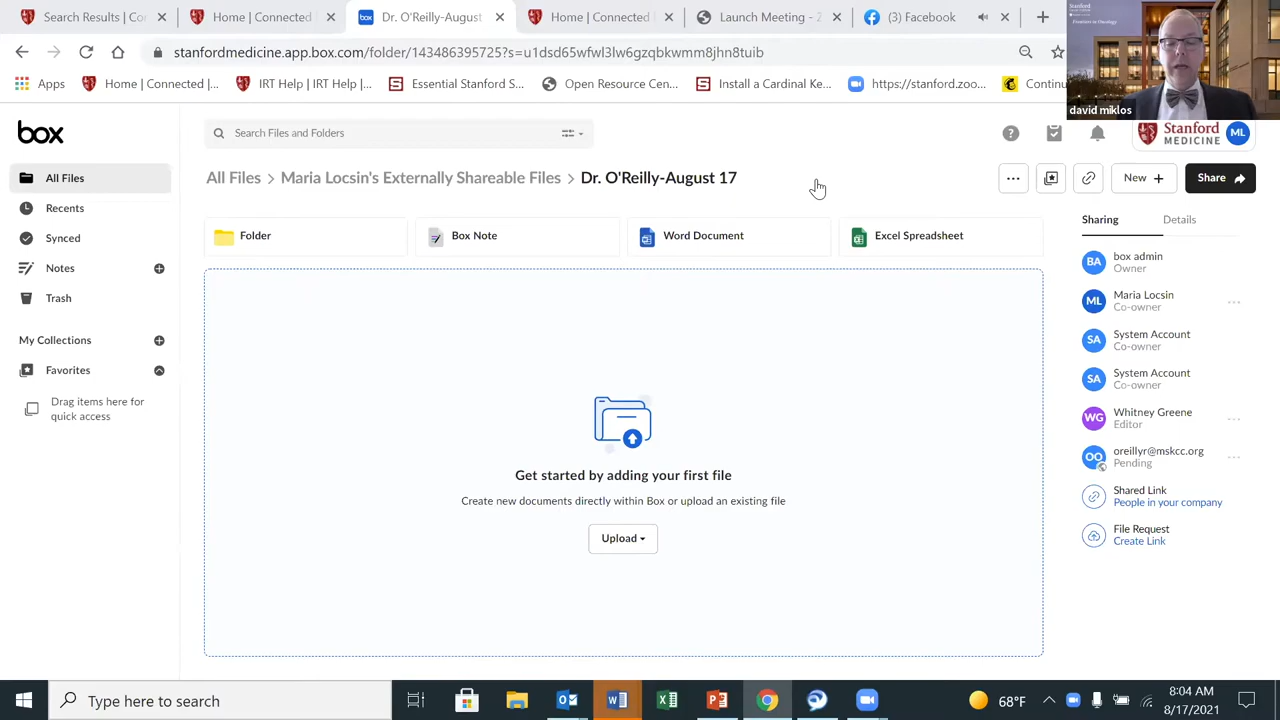 Search Results | Co
Home | Connected
Dr. O'Reilly-August
Home | Connected
Launch Meeting
(3) Facebook
stanfordmedicine.app.box.com/folder/
Apps
Home | Connected |...
IRT Help | IRT Help |...
Essential Stanford S...
Open Resource Cen...
Install a Cardinal Ke...
https://stanford.zoo...
Continu
david miklos
box
Search Files and Folders
Stanford
MEDICINE
ML
All Files
Recents
Synced
Notes
Trash
My Collections
Favorites
Drag items here for
quick access
All Files > Maria Locsin's Externally Shareable Files > Dr. O'Reilly-August 17
New
Share
Folder
Box Note
Word Document
Excel Spreadsheet
Get started by adding your first file
Create new documents directly within Box or upload an existing file
Upload
Sharing
Details
BA
box admin
Owner
ML
Maria Locsin
Co-owner
SA
System Account
Co-owner
SA
System Account
Co-owner
WG
Whitney Greene
Editor
OO
oreillyr@mskcc.org
Pending
Shared Link
People in your company
File Request
Create Link
Type here to search
68°F
8:04 AM
8/17/2021